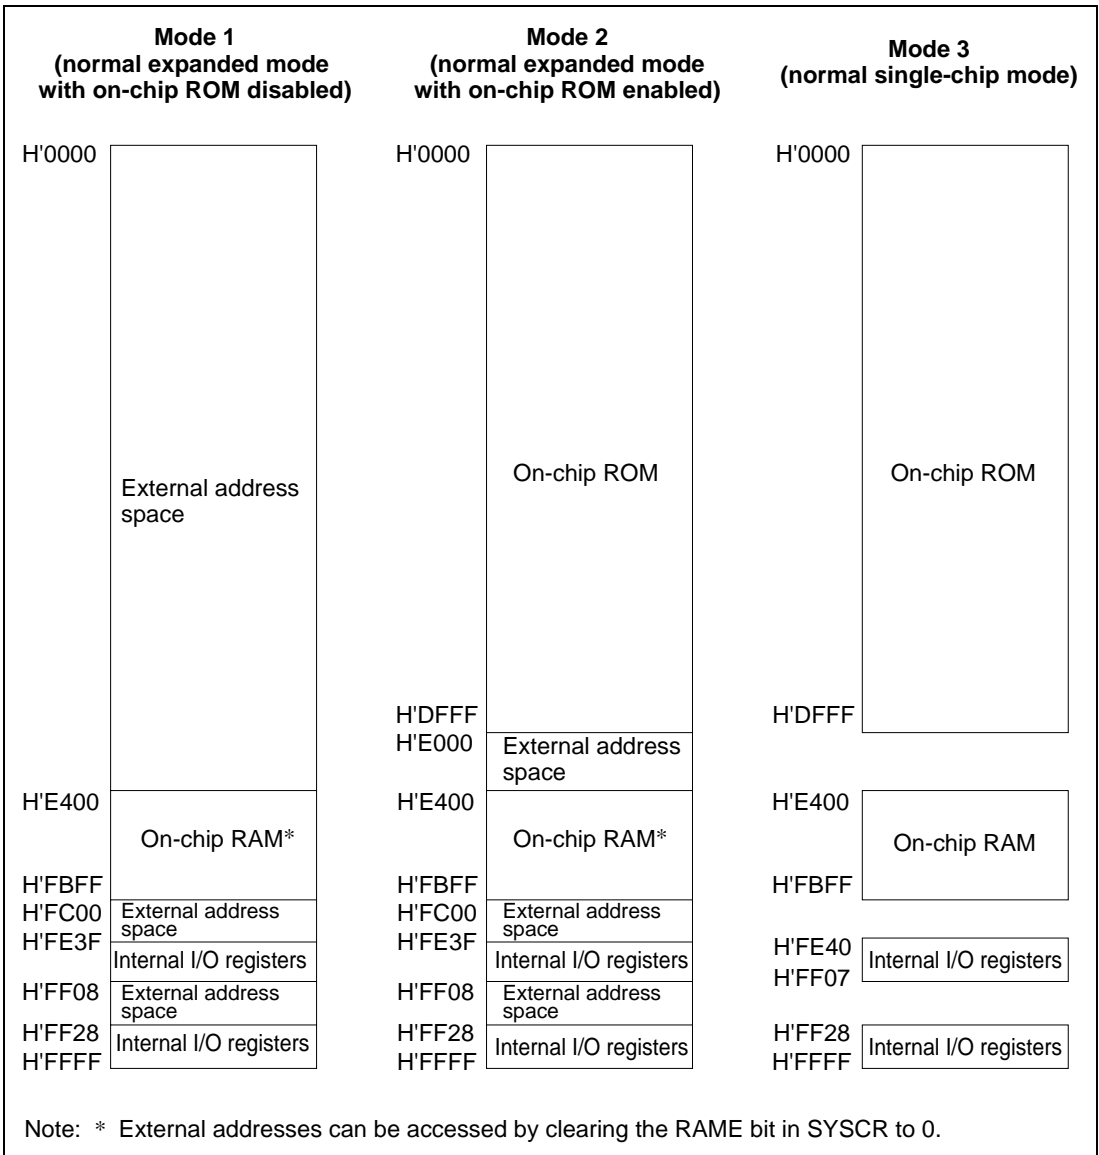 Mode 1
(normal expanded mode
with on-chip ROM disabled)
H'0000
External address
space
H'E400
On-chip RAM*
H'FBFF
H'FC00
External address
space
H'FE3F
Internal I/O registers
H'FF08
External address
space
H'FF28
Internal I/O registers
H'FFFF
Mode 2
(normal expanded mode
with on-chip ROM enabled)
H'0000
On-chip ROM
H'DFFF
H'E000
External address
space
H'E400
On-chip RAM*
H'FBFF
H'FC00
External address
space
H'FE3F
Internal I/O registers
H'FF08
External address
space
H'FF28
Internal I/O registers
H'FFFF
Mode 3
(normal single-chip mode)
H'0000
On-chip ROM
H'DFFF
H'E400
On-chip RAM
H'FBFF
H'FE40
Internal I/O registers
H'FF07
H'FF28
Internal I/O registers
H'FFFF
Note: * External addresses can be accessed by clearing the RAME bit in SYSCR to 0.